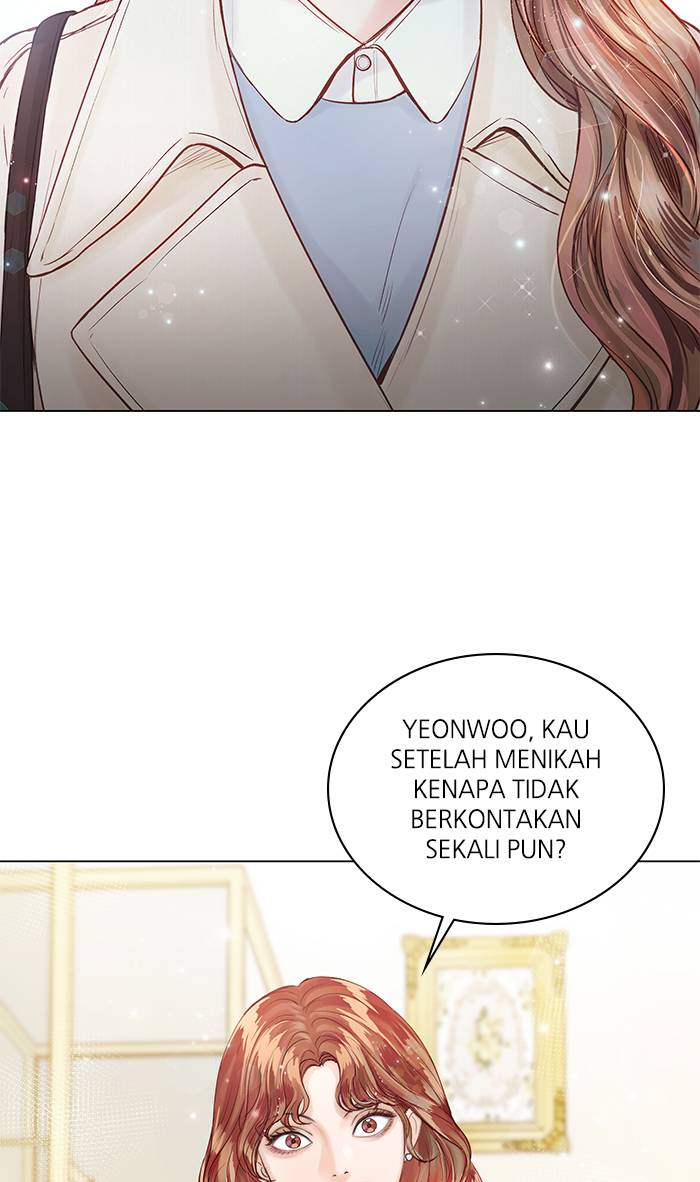 YEONWOO, KAU
SETELAH MENIKAH
KENAPA TIDAK
BERKONTAKAN
SEKALI PUN?